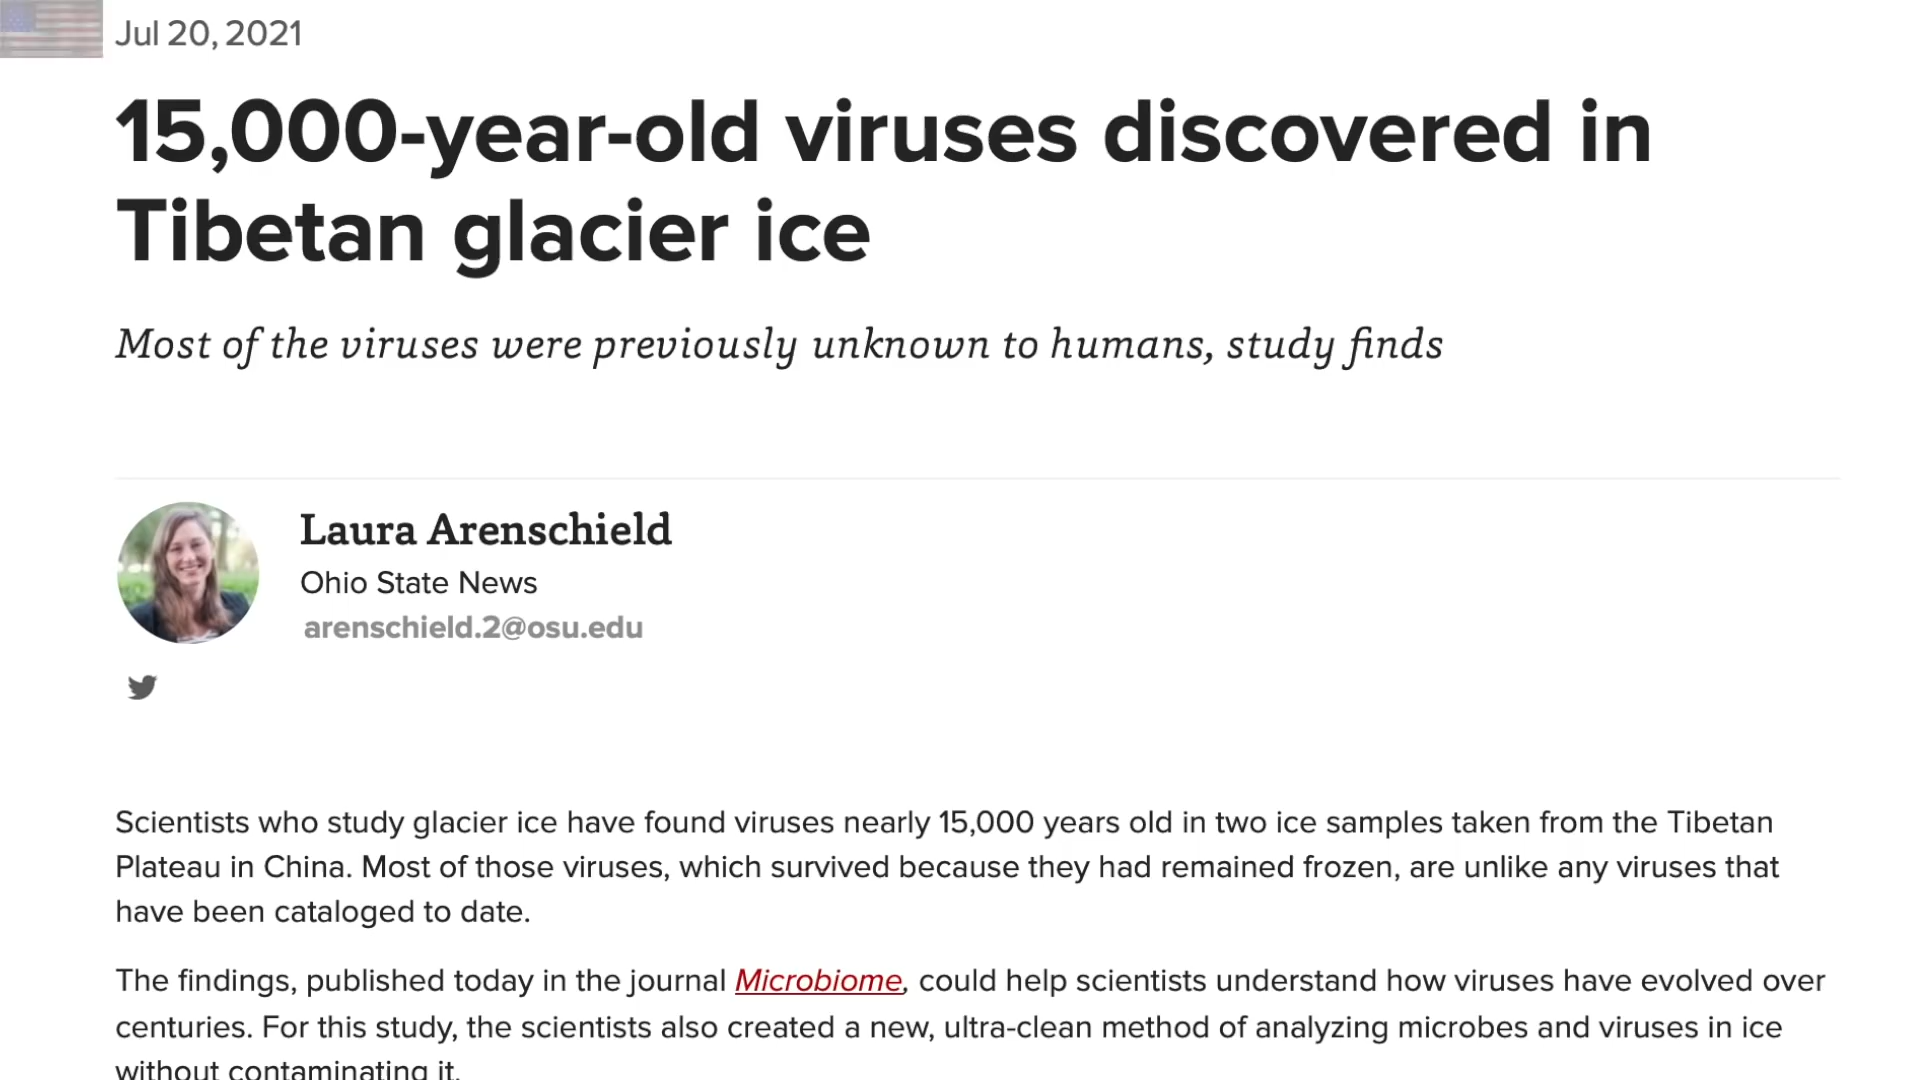 Jul 20, 2021
15,000-year-old viruses discovered in
Tibetan glacier ice
Most of the viruses were previously unknown to humans, study finds
Laura Arenschield
Ohio State News
arenschield.2@osu.edu
Scientists who study glacier ice have found viruses nearly 15,000 years old in two ice samples taken from the Tibetan
Plateau in China. Most of those viruses, which survived because they had remained frozen, are unlike any viruses that
have been cataloged to date.
The findings, published today in the journal Microbiome, could help scientists understand how viruses have evolved over
centuries. For this study, the scientists also created a new, ultra-clean method of analyzing microbes and viruses in ice
without contaminating it.